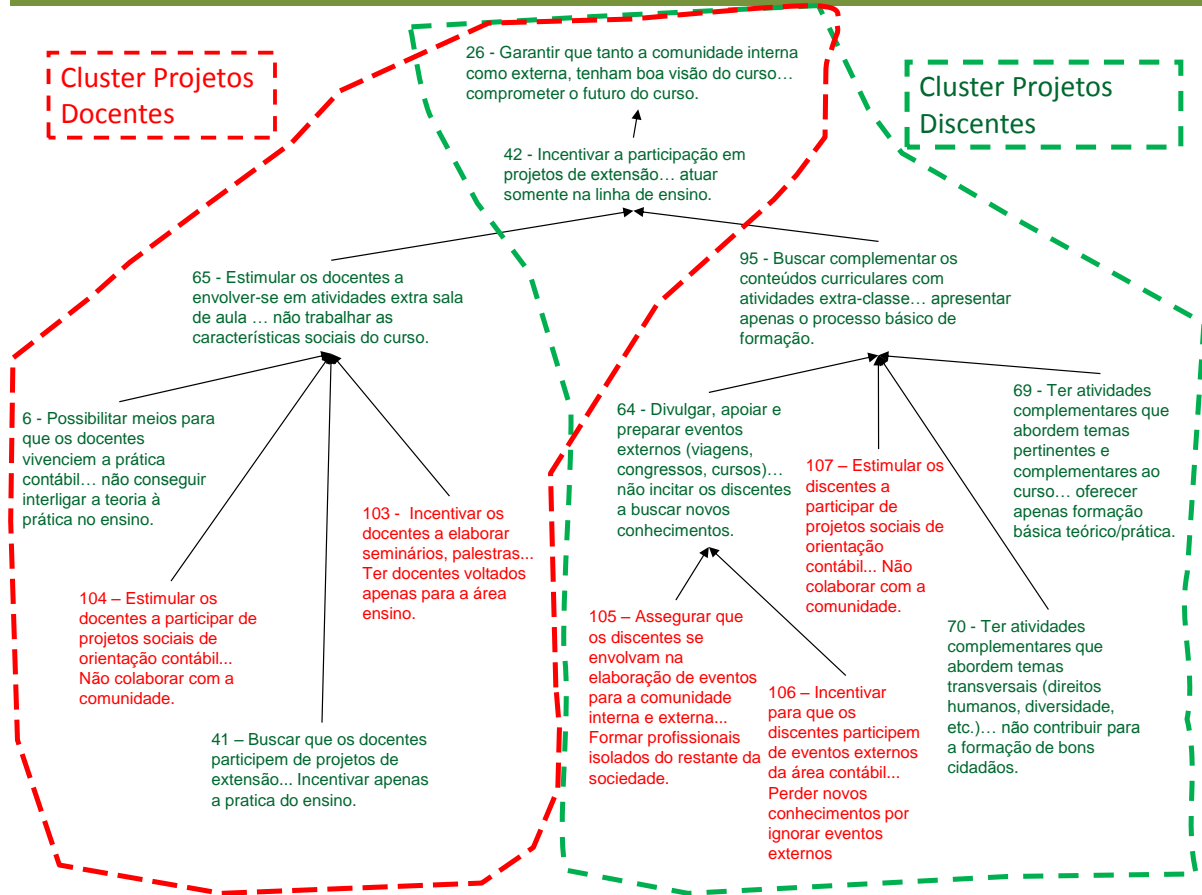 Cluster Projetos
Docentes
26 - Garantir que tanto a comunidade interna
como externa, tenham boa visão do curso…
comprometer o futuro do curso.
Cluster Projetos
Discentes
42 - Incentivar a participação em
projetos de extensão… atuar
somente na linha de ensino.
65 - Estimular os docentes a
envolver-se em atividades extra sala
de aula … não trabalhar as
características sociais do curso.
95 - Buscar complementar os
conteúdos curriculares com
atividades extra-classe… apresentar
apenas o processo básico de
formação.
6 - Possibilitar meios para
que os docentes
vivenciem a prática
contábil… não conseguir
interligar a teoria à
prática no ensino.
104 – Estimular os
docentes a participar de
projetos sociais de
orientação contábil...
Não colaborar com a
comunidade.
41 – Buscar que os docentes
participem de projetos de
extensão... Incentivar apenas
a pratica do ensino.
103 - Incentivar os
docentes a elaborar
seminários, palestras...
Ter docentes voltados
apenas para a área
ensino.
64 - Divulgar, apoiar e
preparar eventos
externos (viagens,
congressos, cursos)…
não incitar os discentes
a buscar novos
conhecimentos.
105 – Assegurar que
os discentes se
envolvam na
elaboração de eventos
para a comunidade
interna e externa...
Formar profissionais
isolados do restante da
sociedade.
106 – Incentivar
para que os
discentes participem
de eventos externos
da área contábil...
Perder novos
conhecimentos por
ignorar eventos
externos
107 – Estimular os
discentes a
participar de
projetos sociais de
orientação
contábil... Não
colaborar com a
comunidade.
70 - Ter atividades
complementares que
abordem temas
transversais (direitos
humanos, diversidade,
etc.)… não contribuir para
a formação de bons
cidadãos.
69 - Ter atividades
complementares que
abordem temas
pertinentes e
complementares ao
curso… oferecer
apenas formação
básica teórico/prática.